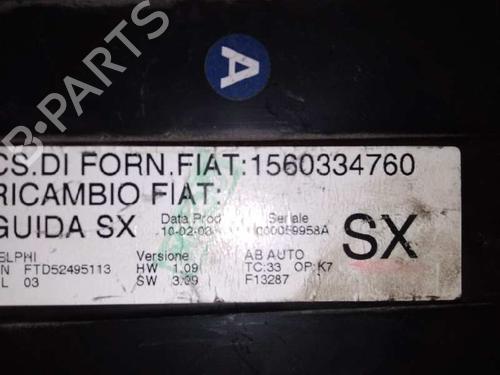 A
CS.DI FORN.FIAT:1560334760
RICAMBIO FIAT:
GUIDA SX
Data Prod
Seriale
10-02-03
000059958A
SX
ELPHI
Versione
AB AUTO
N FTD52495113
HW 1.09
TC:33 OP:K7
L 03
SW 3.09
F13287
B-PARTS